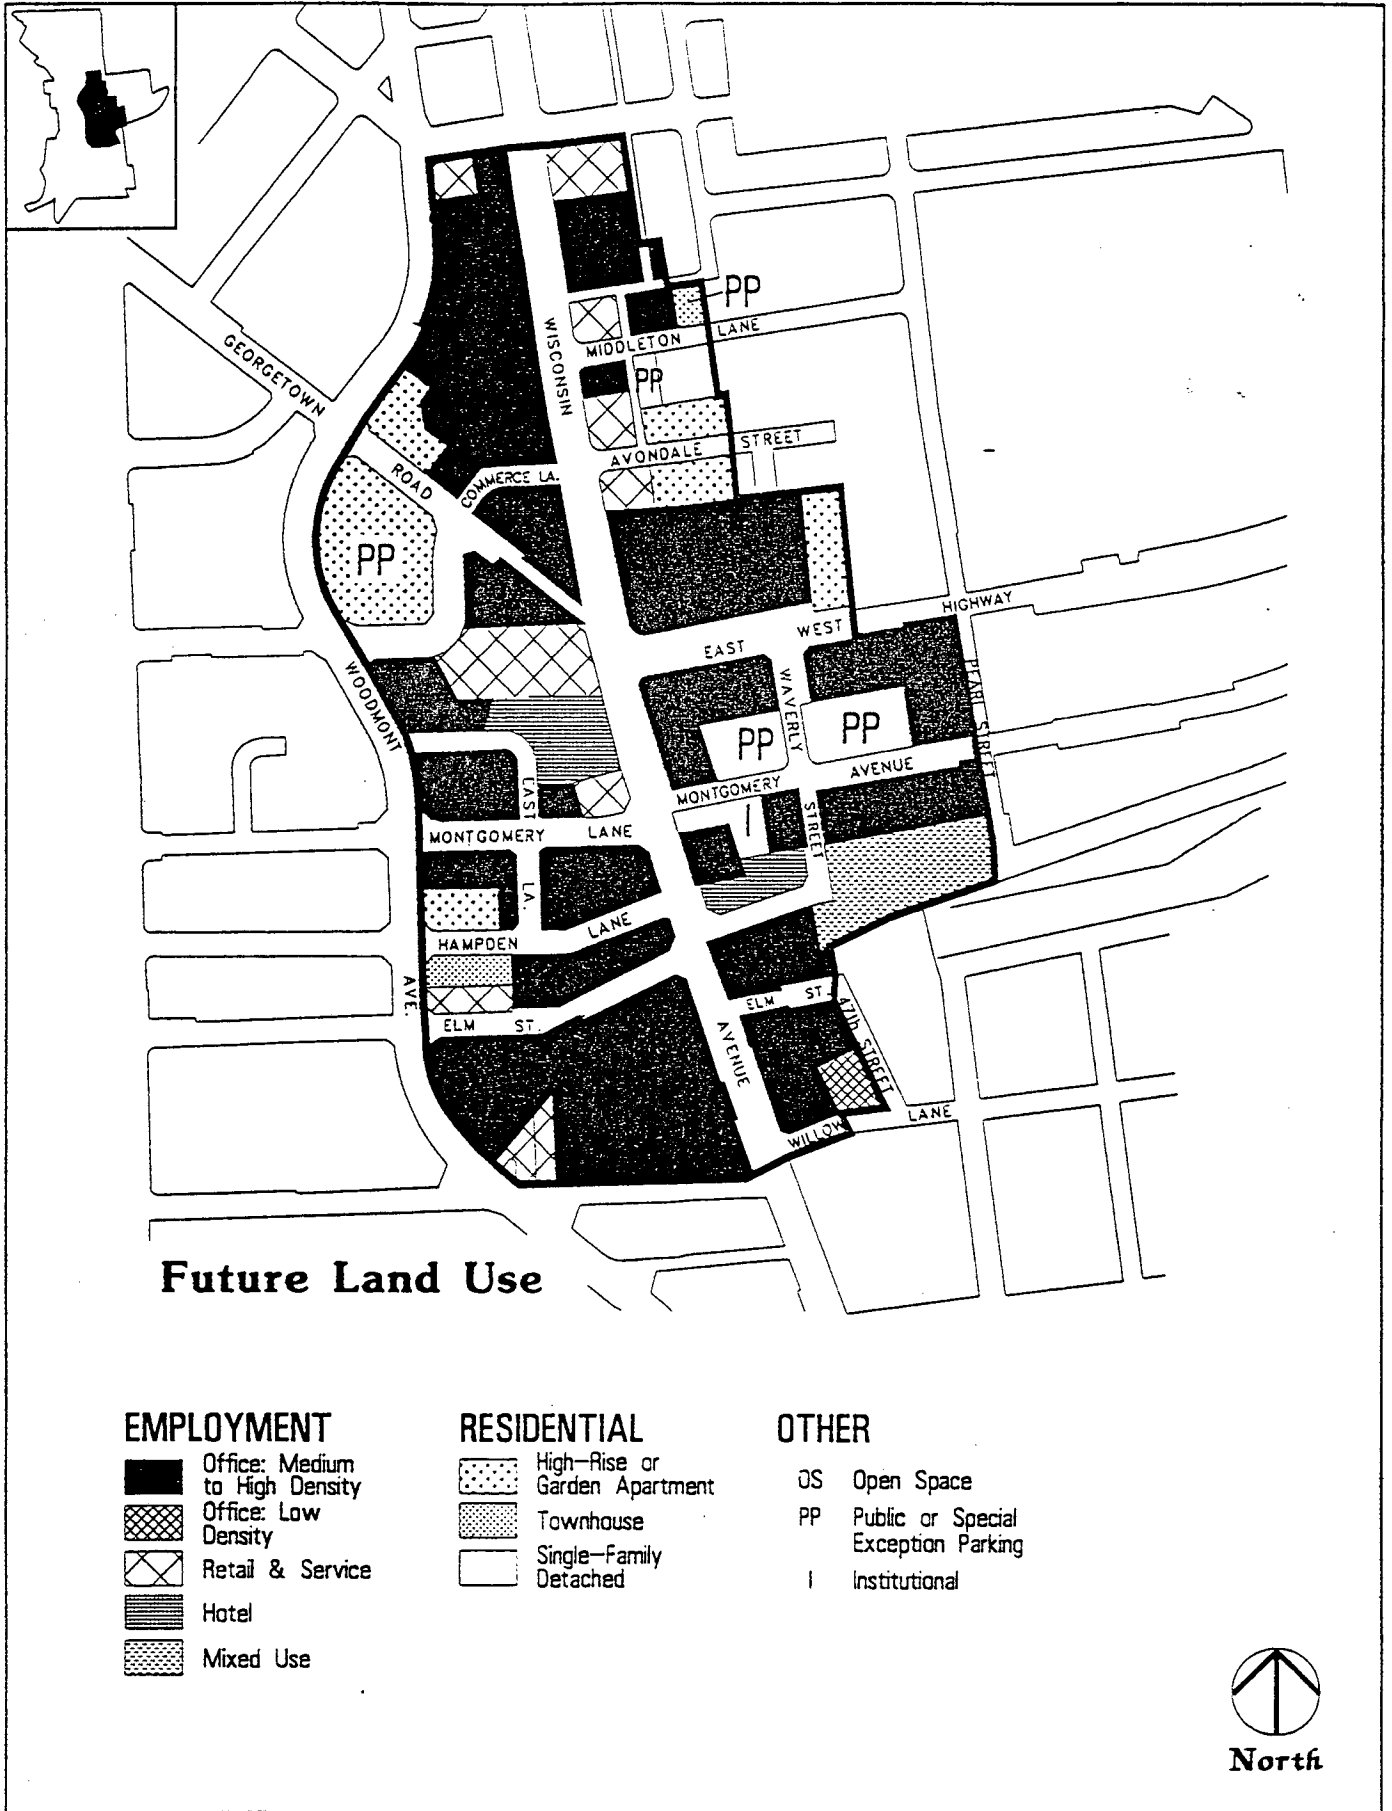 PP
LANE
MIDDLETON
WISCONSIN
GEORGETOWN
PP
STREET
AVONDALE
ROAD
COMMERCE LA.
PP
HIGHWAY
WEST
EAST
WOODMONT
WAVERLY
PEARL STREET
PP
PP
AVENUE
MONTGOMERY
EAST
I
STREET
MONTGOMERY
LANE
LA.
LANE
HAMPDEN
AVE.
ELM
ST.
ELM
ST.
47th STREET
AVENUE
LANE
WILLOW
Future Land Use
EMPLOYMENT
Office: Medium
to High Density
Office: Low
Density
Retail & Service
Hotel
Mixed Use
RESIDENTIAL
High-Rise or
Garden Apartment
Townhouse
Single-Family
Detached
OTHER
OS Open Space
PP Public or Special
Exception Parking
I Institutional
North